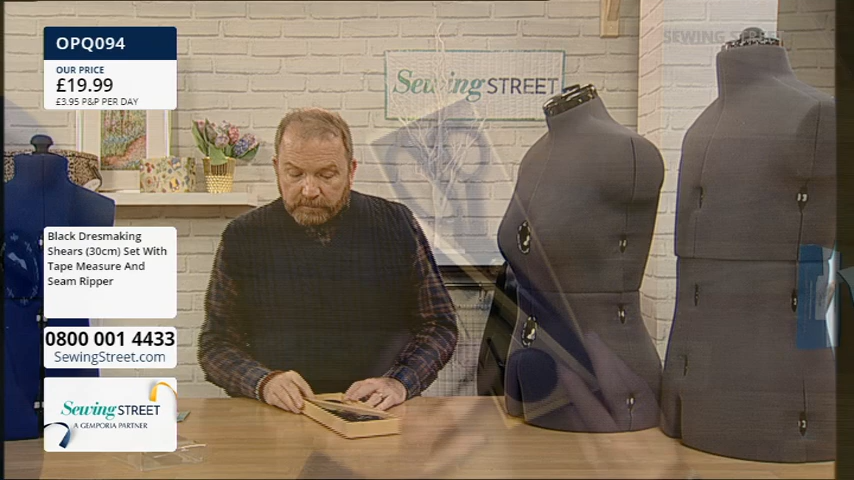 OPQ094
OUR PRICE
£19.99
£3.95 P&P PER DAY
SEWING STREET
Sewing STREET
Black Dresmaking
Shears (30cm) Set With
Tape Measure And
Seam Ripper
0800 001 4433
SewingStreet.com
Sewing STREET
A GEMPORIA PARTNER